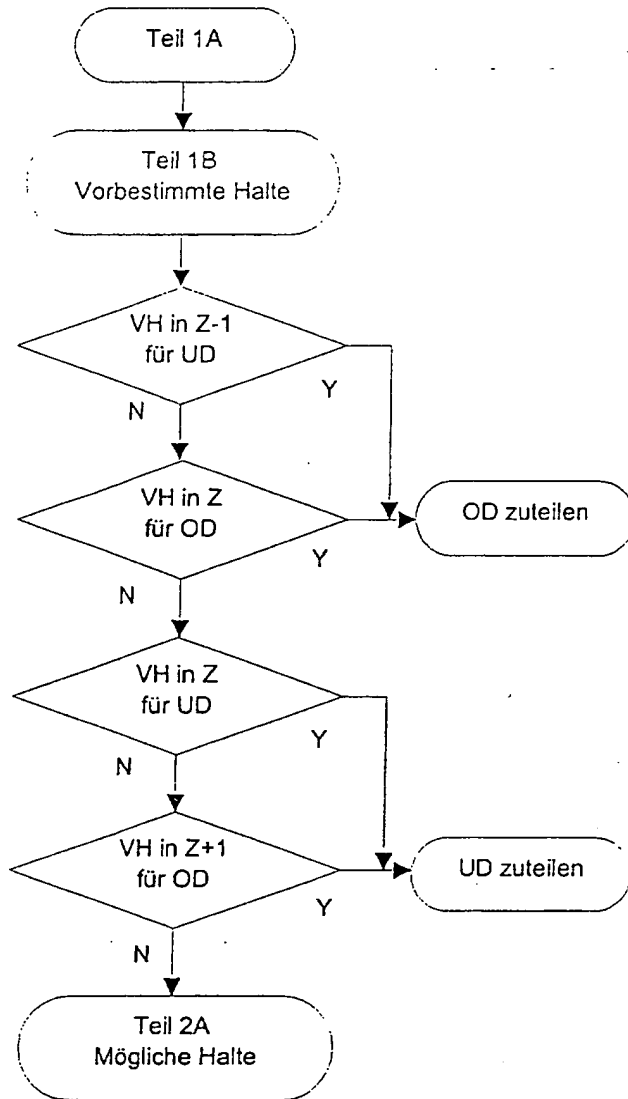 Teil 1A
Teil 1B
Vorbestimmte Halte
VH in Z-1
für UD
Y
N
VH in Z
für OD
OD zuteilen
Y
N
VH in Z
für UD
Y
N
VH in Z+1
für OD
UD zuteilen
Y
N
Teil 2A
Mögliche Halte